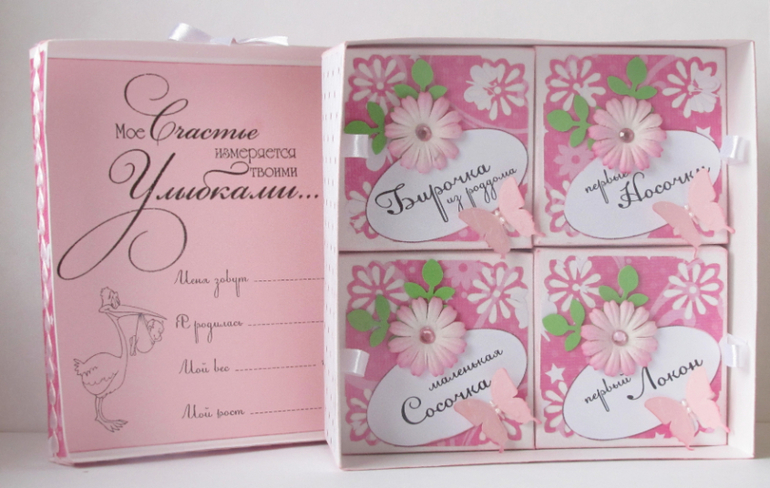 Мое Счастье
измеряется
твоими
Улыбками...
Меня зовут
Я родилась
Мой вес
Мой рост
Бирочка
из роддома
первые
Носочки
маленькая
Сосочка
первый Локон